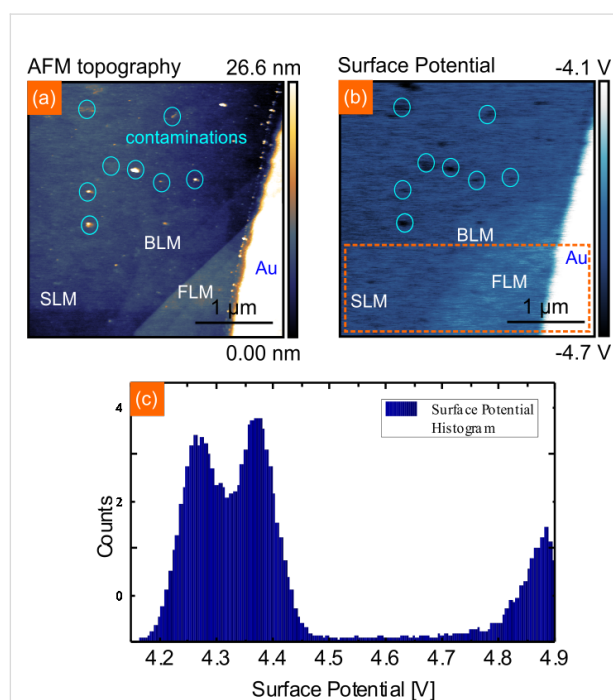 AFM topography 26.6 nm
(a)
contaminations
BLM
Au
SLM
FLM
1 µm
0.00 nm
Surface Potential -4.1 V
(b)
BLM
Au
SLM
FLM
1 µm
-4.7 V
(c)
4
2
0
Counts
Surface Potential
Histogram
4.2 4.3 4.4 4.5 4.6 4.7 4.8 4.9
Surface Potential [V]